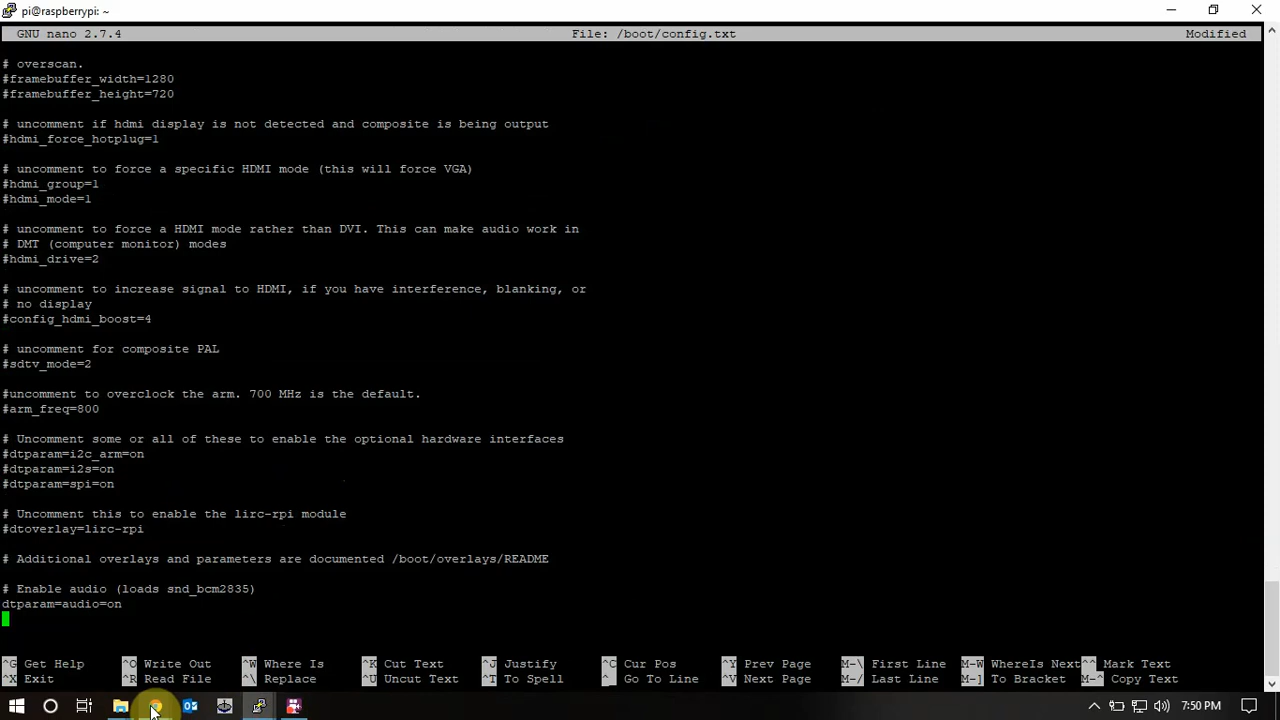 pi@raspberrypi: ~
GNU nano 2.7.4 File: /boot/config.txt Modified
# overscan.
#framebuffer_width=1280
#framebuffer_height=720
# uncomment if hdmi display is not detected and composite is being output
#hdmi_force_hotplug=1
# uncomment to force a specific HDMI mode (this will force VGA)
#hdmi_group=1
#hdmi_mode=1
# uncomment to force a HDMI mode rather than DVI. This can make audio work in
# DMT (computer monitor) modes
#hdmi_drive=2
# uncomment to increase signal to HDMI, if you have interference, blanking, or
# no display
#config_hdmi_boost=4
# uncomment for composite PAL
#sdtv_mode=2
#uncomment to overclock the arm. 700 MHz is the default.
#arm_freq=800
# Uncomment some or all of these to enable the optional hardware interfaces
#dtparam=i2c_arm=on
#dtparam=i2s=on
#dtparam=spi=on
# Uncomment this to enable the lirc-rpi module
#dtoverlay=lirc-rpi
# Additional overlays and parameters are documented /boot/overlays/README
# Enable audio (loads snd_bcm2835)
dtparam=audio=on
^G Get Help ^O Write Out ^W Where Is ^K Cut Text ^J Justify ^C Cur Pos ^Y Prev Page M-\ First Line M-W WhereIs Next ^^ Mark Text
^X Exit ^R Read File ^\ Replace ^U Uncut Text ^T To Spell ^_ Go To Line ^V Next Page M-/ Last Line M-] To Bracket M-^ Copy Text
7:50 PM